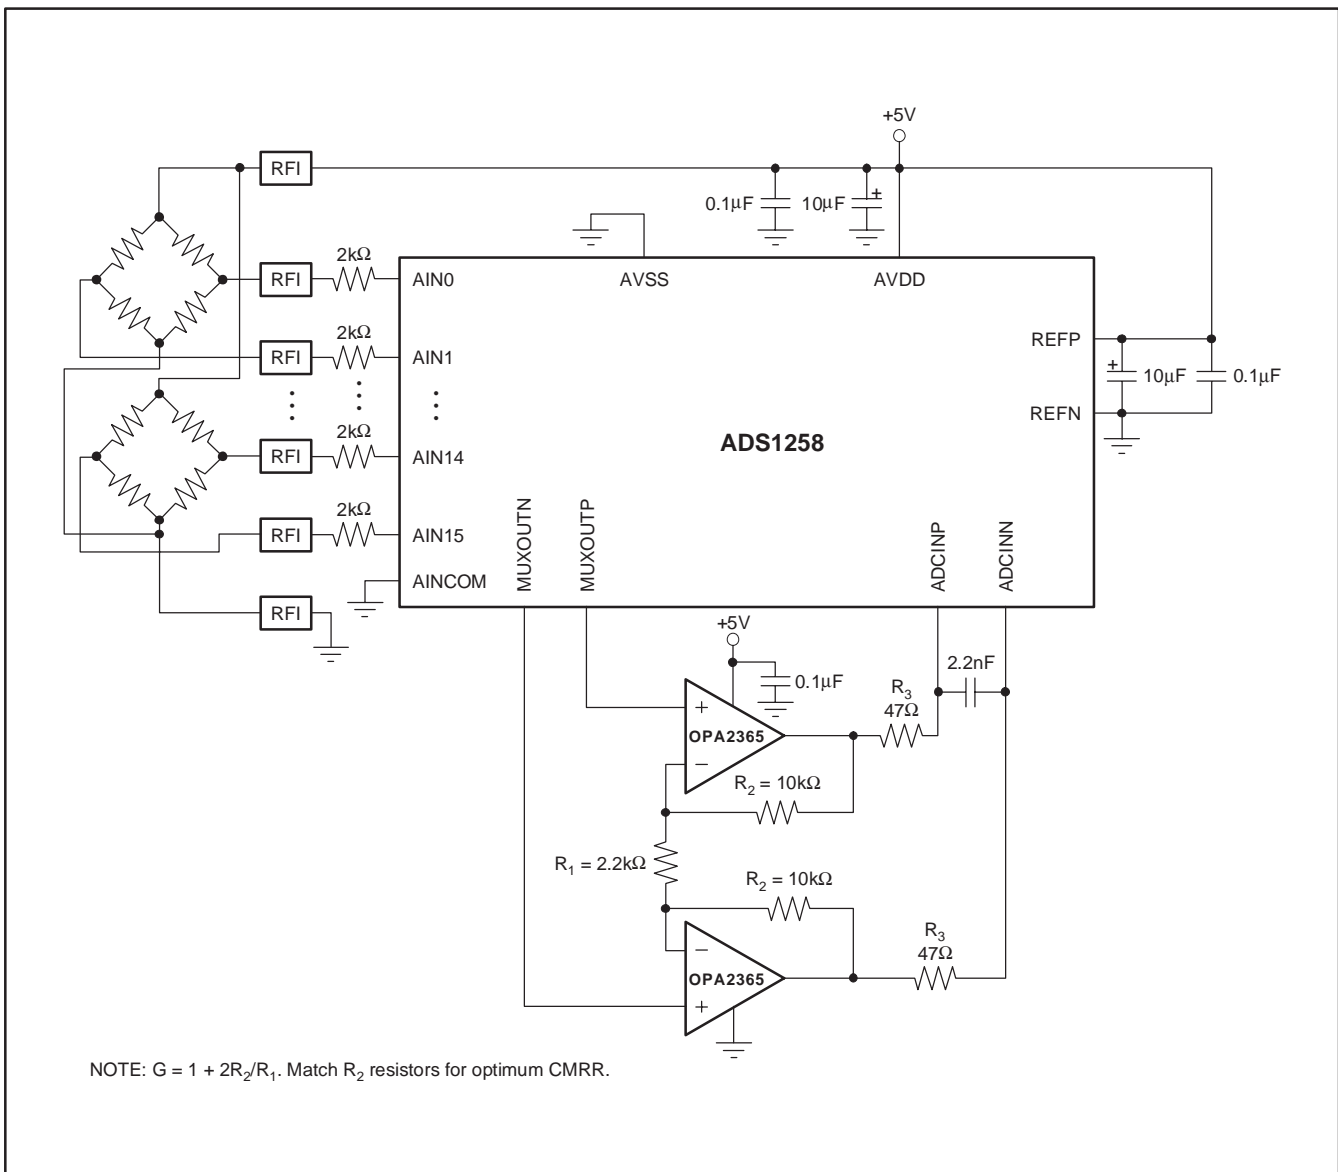 +5V
RFI
0.1µF
10µF
+
2kΩ
RFI
AIN0
AVSS
AVDD
2kΩ
RFI
AIN1
REFP
+
10µF
0.1µF
REFN
2kΩ
RFI
AIN14
ADS1258
2kΩ
RFI
AIN15
MUXOUTN
MUXOUTP
ADCINP
ADCINN
AINCOM
RFI
+5V
0.1µF
2.2nF
R3
47Ω
+
OPA2365
−
R2 = 10kΩ
R1 = 2.2kΩ
R2 = 10kΩ
R3
47Ω
−
OPA2365
+
NOTE: G = 1 + 2R2/R1. Match R2 resistors for optimum CMRR.